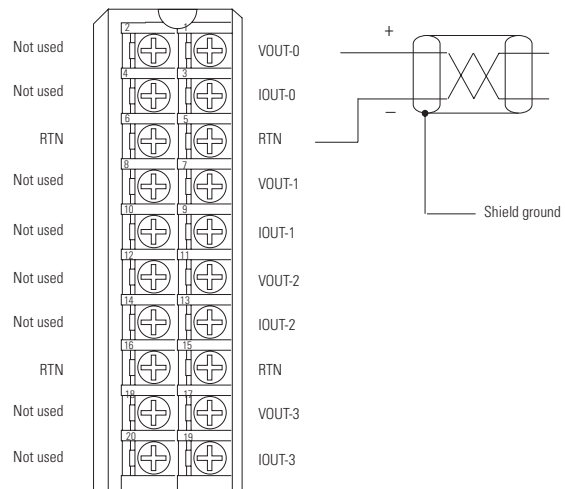 2 1
Not used VOUT-0 +
4 3
Not used IOUT-0
6 5
RTN RTN –
8 7
Not used VOUT-1
Shield ground
10 9
Not used IOUT-1
12 11
Not used VOUT-2
14 13
Not used IOUT-2
16 15
RTN RTN
18 17
Not used VOUT-3
20 19
Not used IOUT-3